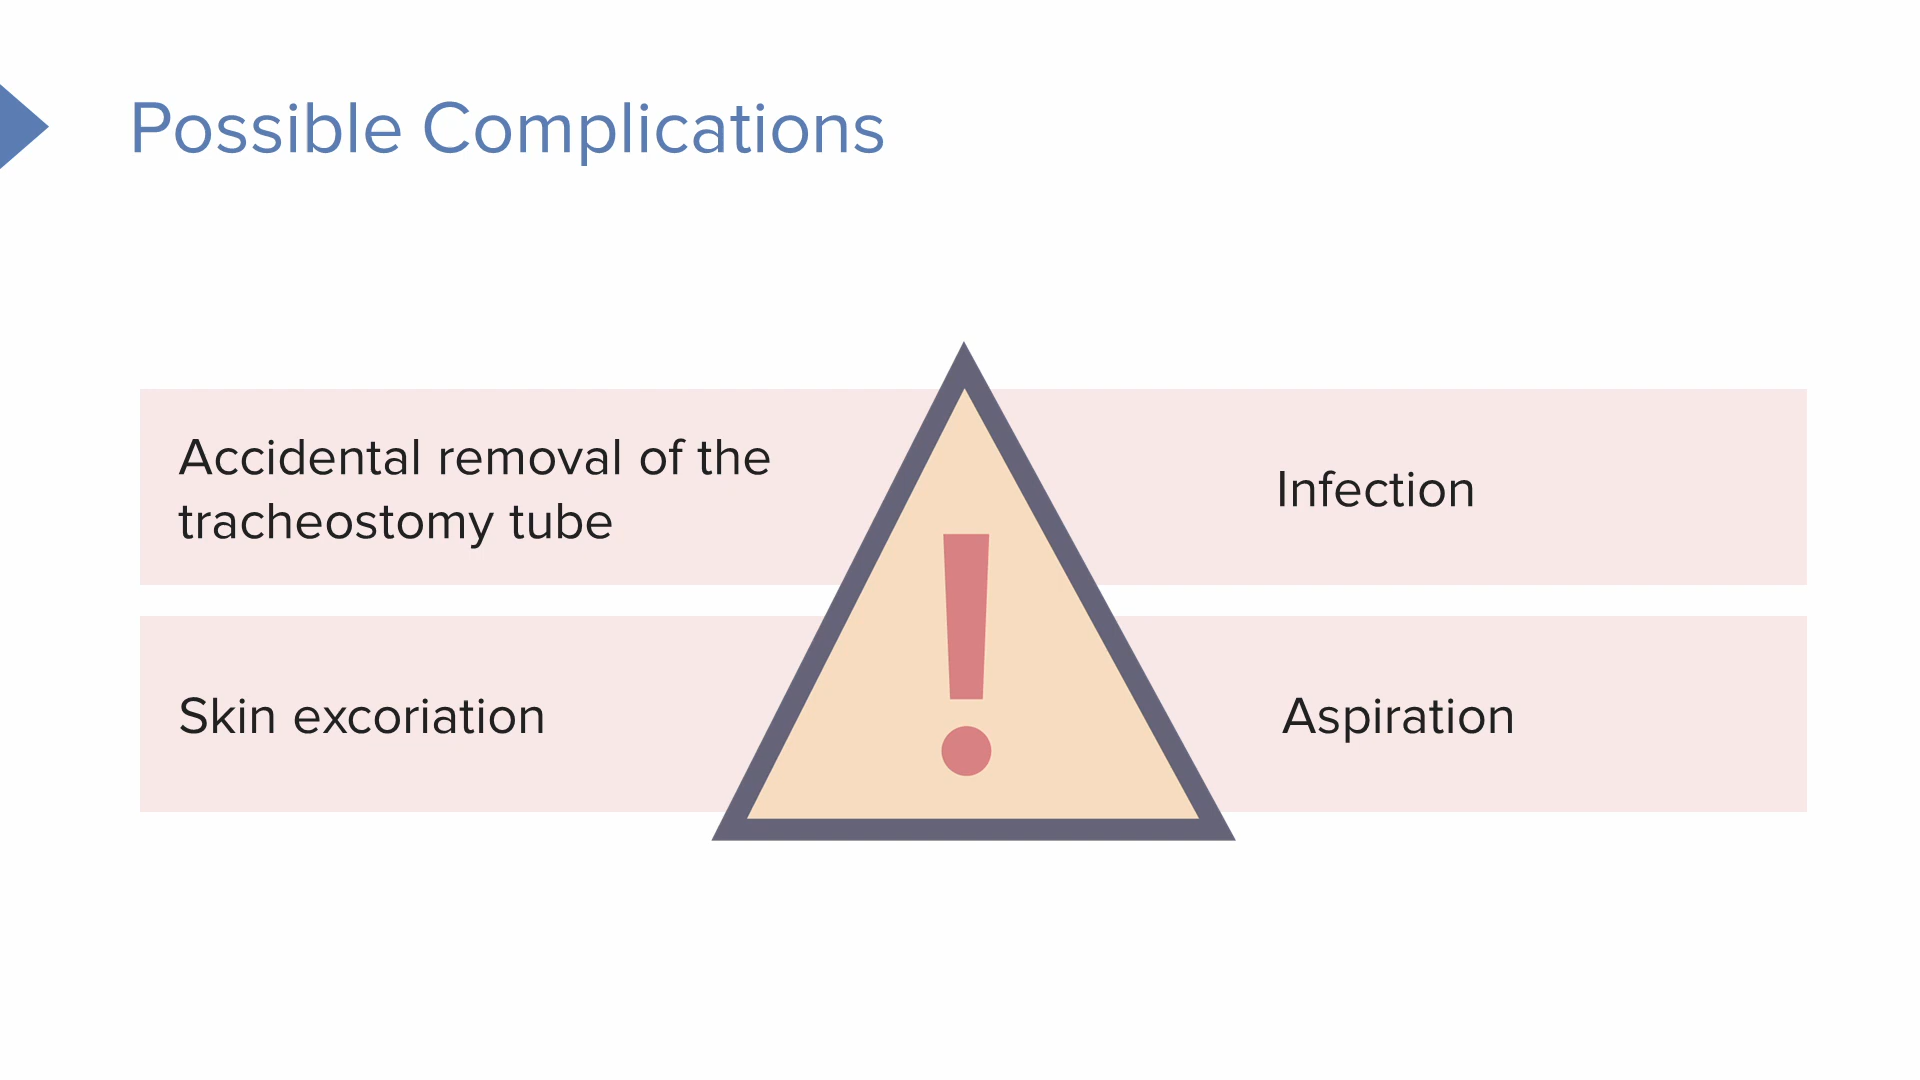 Possible Complications
Accidental removal of the
tracheostomy tube
Infection
Skin excoriation
Aspiration
!